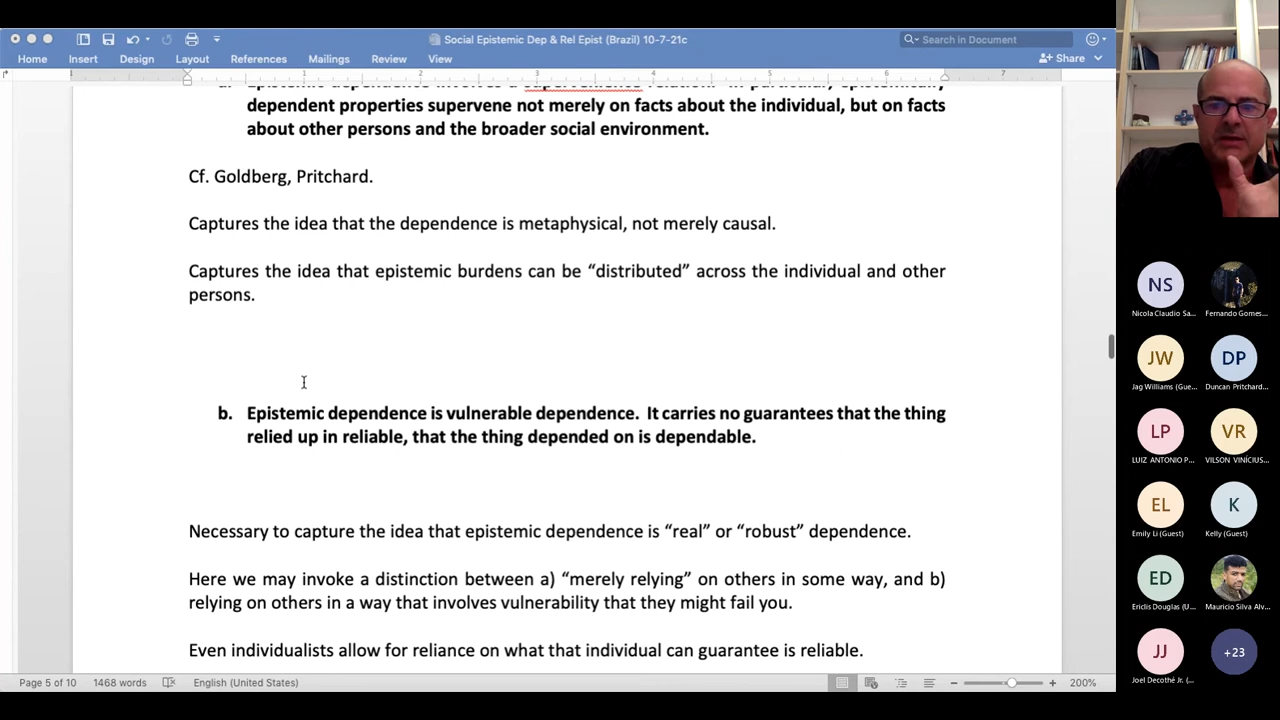 Social Epistemic Dep & Rel Epist (Brazil) 10-7-21c
Search in Document
Home Insert Design Layout References Mailings Review View
Share
1 1 2 3 4 5 6 7
dependent properties supervene not merely on facts about the individual, but on facts
about other persons and the broader social environment.
Cf. Goldberg, Pritchard.
Captures the idea that the dependence is metaphysical, not merely causal.
Captures the idea that epistemic burdens can be “distributed” across the individual and other
persons.
b. Epistemic dependence is vulnerable dependence. It carries no guarantees that the thing
relied up in reliable, that the thing depended on is dependable.
Necessary to capture the idea that epistemic dependence is “real” or “robust” dependence.
Here we may invoke a distinction between a) “merely relying” on others in some way, and b)
relying on others in a way that involves vulnerability that they might fail you.
Even individualists allow for reliance on what that individual can guarantee is reliable.
Page 5 of 10 1468 words English (United States) 200%
NS
Nicola Claudio Sa... Fernando Gomes...
JW DP
Jag Williams (Gue... Duncan Pritchard...
LP VR
LUIZ ANTONIO P... VILSON VINÍCIUS...
EL K
Emily Li (Guest) Kelly (Guest)
ED
Ericlis Douglas (U... Mauricio Silva Alv...
JJ +23
Joel Decothé Jr. (...